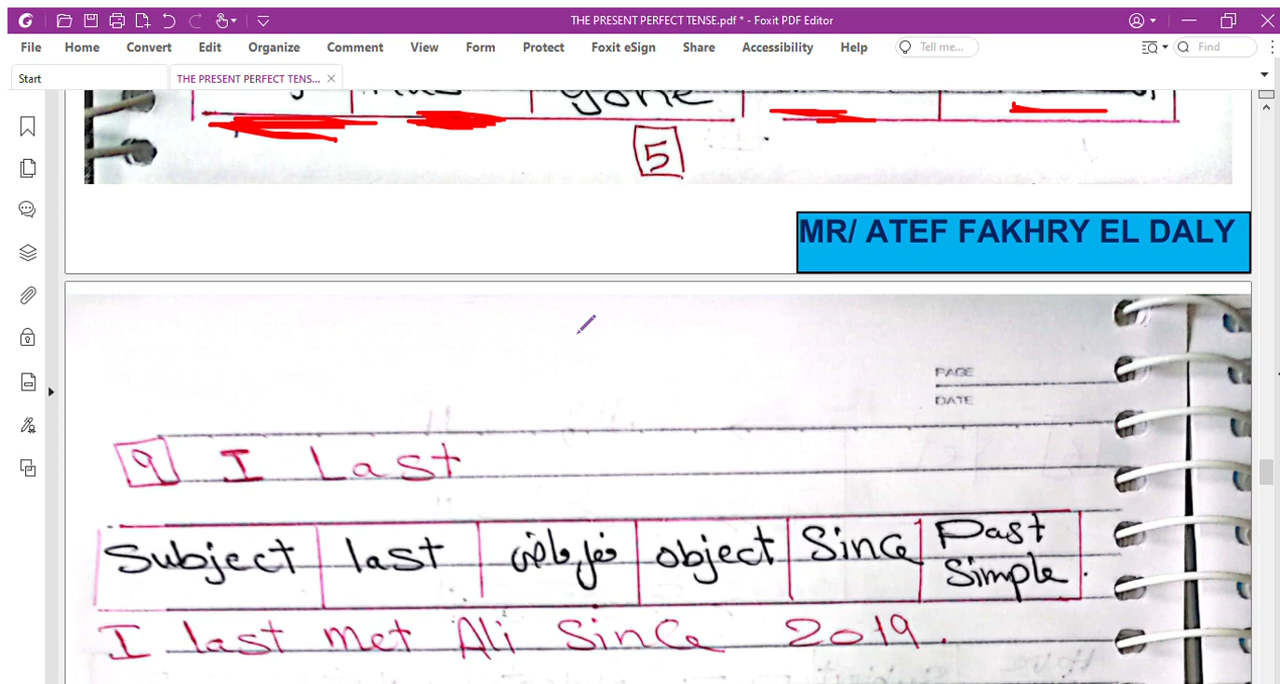 THE PRESENT PERFECT TENSE.pdf * - Foxit PDF Editor
File Home Convert Edit Organize Comment View Form Protect Foxit eSign Share Accessibility Help Tell me... Find
Start THE PRESENT PERFECT TENS...
gone
5
MR/ ATEF FAKHRY EL DALY
PAGE
DATE
9 I Last
Subject last فعل ماضى object Since Past Simple.
I last met Ali Since 2019.